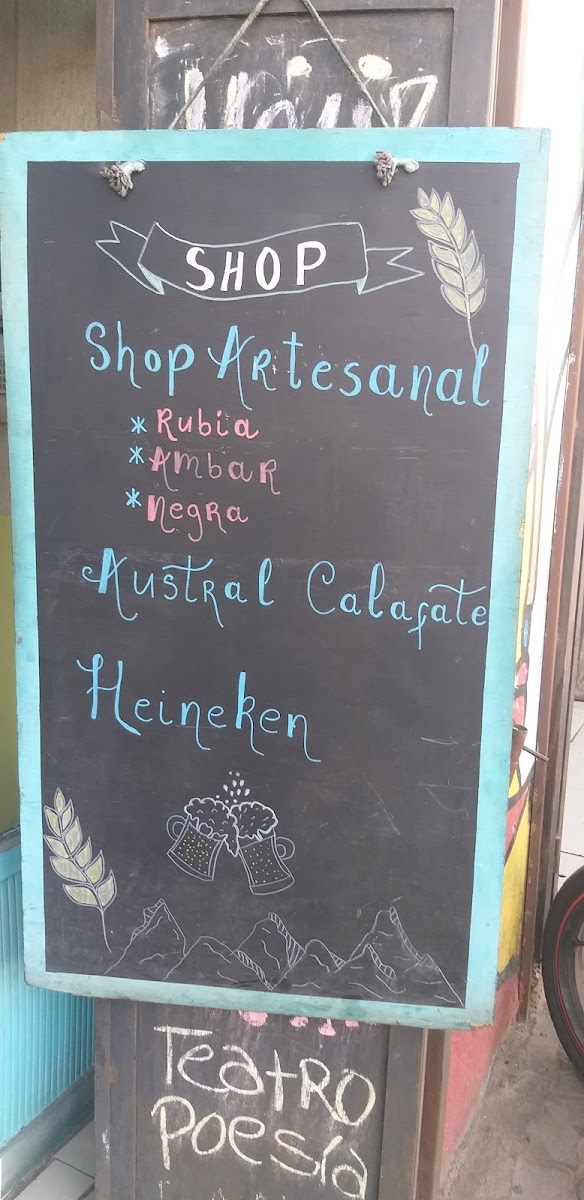 SHOP
Shop Artesanal
* Rubia
* Ambar
* Negra
Austral Calafate
Heineken
Teatro
Poesía